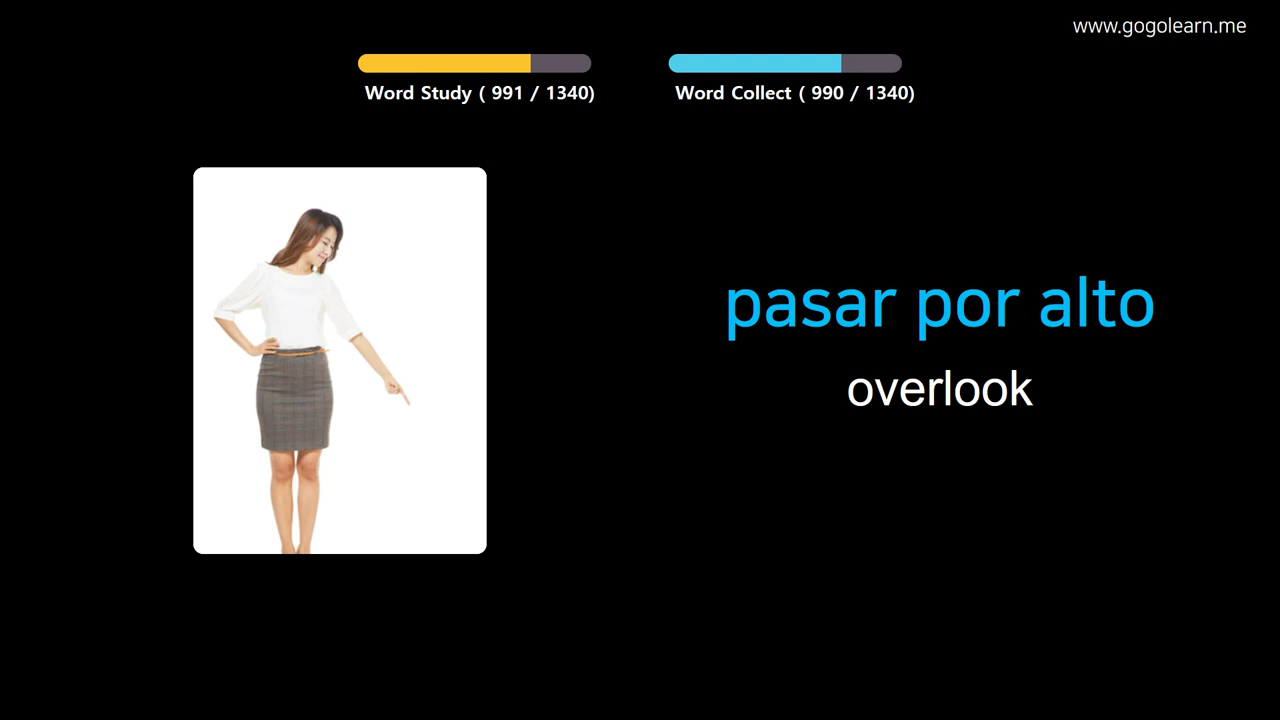 www.gogolearn.me
Word Study ( 991 / 1340)
Word Collect ( 990 / 1340)
pasar por alto
overlook